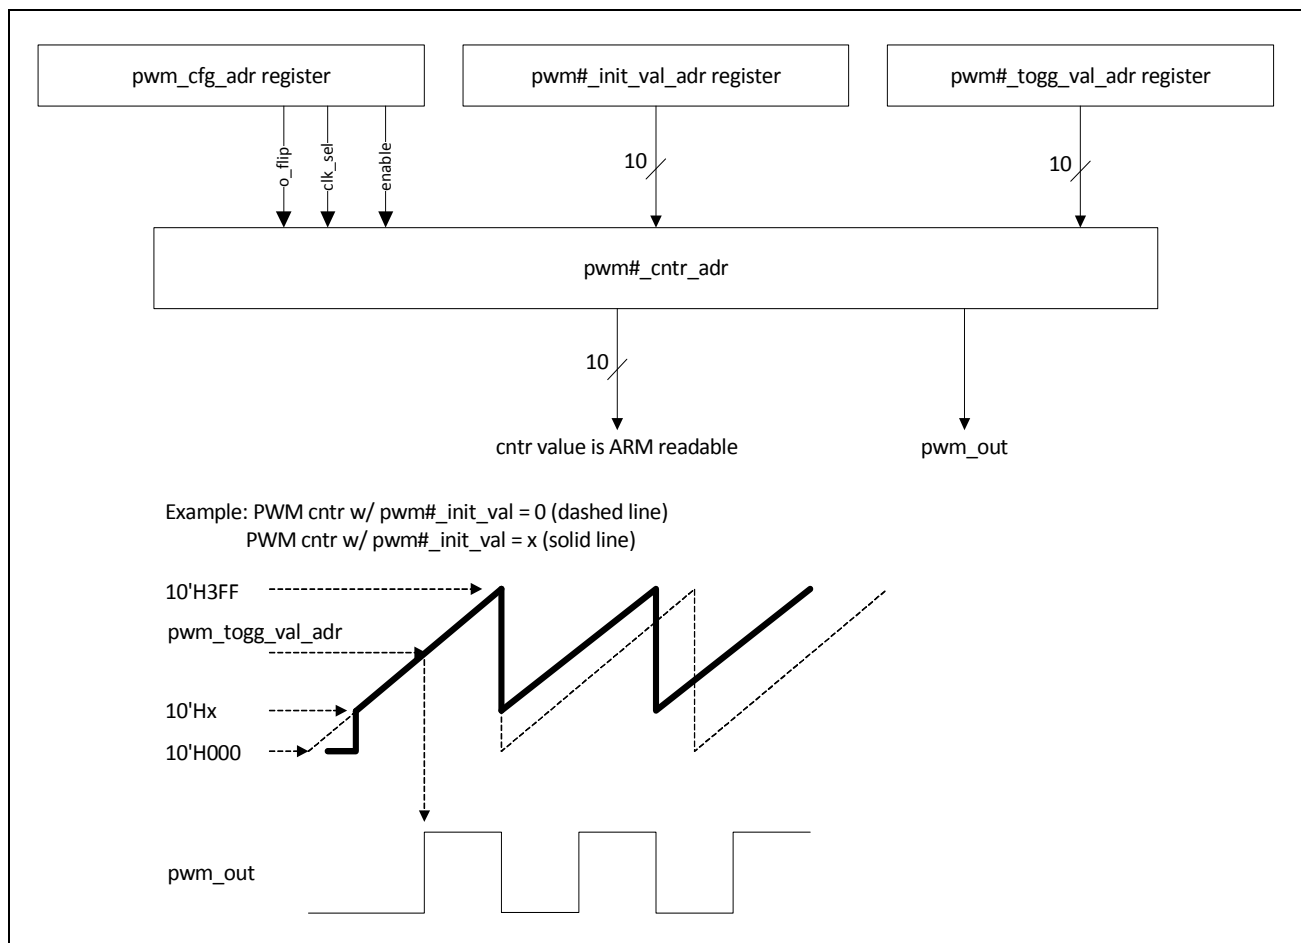 pwm_cfg_adr register
pwm#_init_val_adr register
pwm#_togg_val_adr register
o_flip
clk_sel
enable
10
10
pwm#_cntr_adr
10
cntr value is ARM readable
pwm_out
Example: PWM cntr w/ pwm#_init_val = 0 (dashed line)
PWM cntr w/ pwm#_init_val = x (solid line)
10'H3FF
pwm_togg_val_adr
10'Hx
10'H000
pwm_out